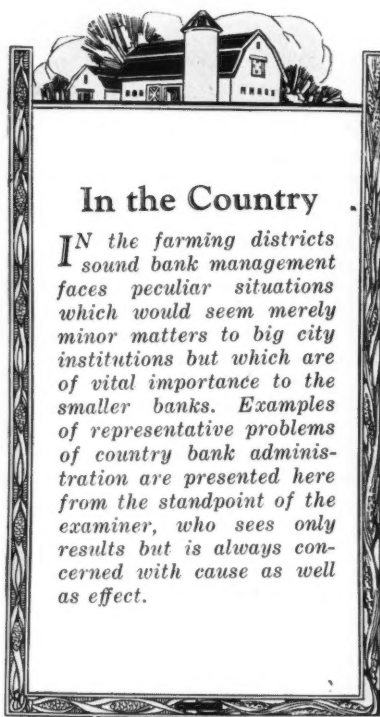 In the Country
IN the farming districts
sound bank management
faces peculiar situations
which would seem merely
minor matters to big city
institutions but which are
of vital importance to the
smaller banks. Examples
of representative problems
of country bank adminis-
tration are presented here
from the standpoint of the
examiner, who sees only
results but is always con-
cerned with cause as well
as effect.